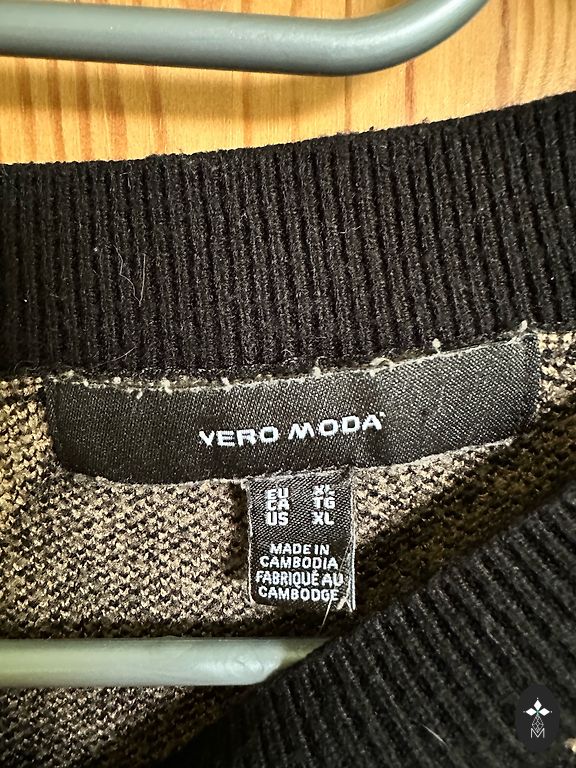 VERO MODA
EU XL
CA TG
US XL
MADE IN
CAMBODIA
FABRIQUÉ AU
CAMBODGE
M